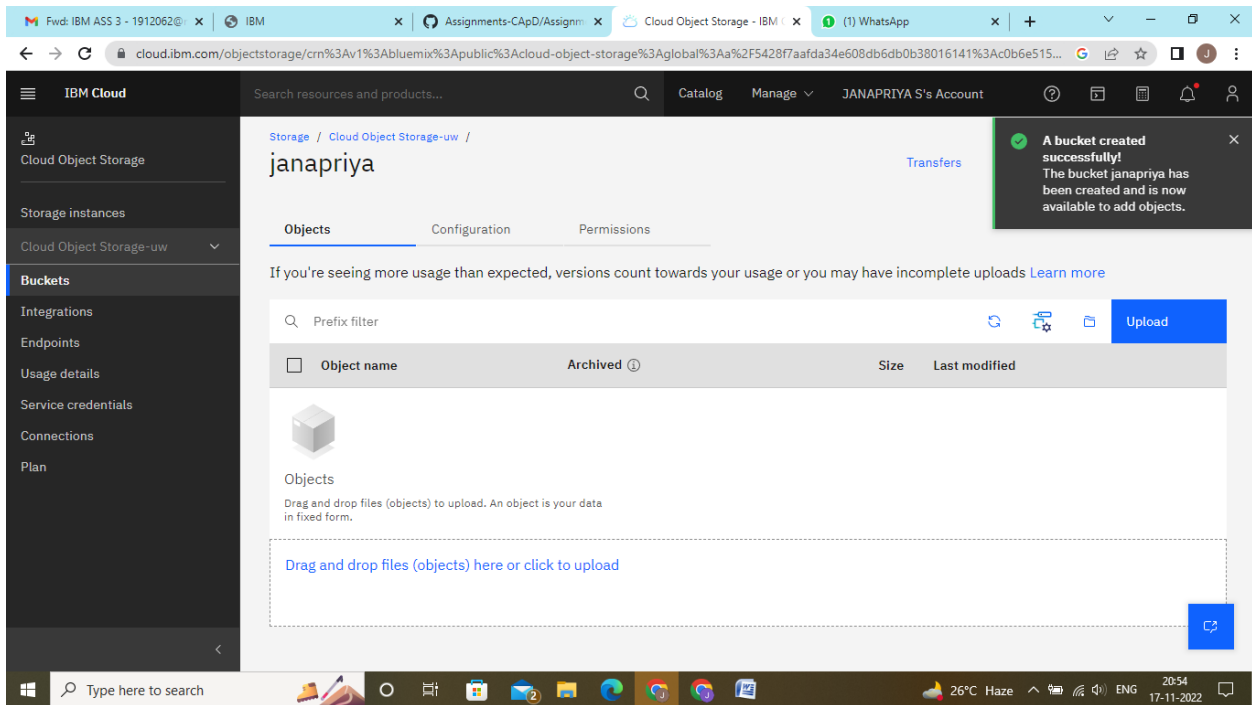 Fwd: IBM ASS 3 - 1912062@
IBM
Assignments-CApD/Assignm
Cloud Object Storage - IBM
(1) WhatsApp
cloud.ibm.com/objectstorage/crn%3Av1%3Abluemix%3Apublic%3Acloud-object-storage%3Aglobal%3Aa%2F5428f7aafda34e608db6db0b38016141%3Ac0b6e515...
J
IBM Cloud
Search resources and products...
Catalog
Manage
JANAPRIYA S's Account
Cloud Object Storage
Storage instances
Cloud Object Storage-uw
Buckets
Integrations
Endpoints
Usage details
Service credentials
Connections
Plan
Storage / Cloud Object Storage-uw /
janapriya
Transfers
A bucket created
successfully!
The bucket janapriya has
been created and is now
available to add objects.
Objects
Configuration
Permissions
If you're seeing more usage than expected, versions count towards your usage or you may have incomplete uploads Learn more
Prefix filter
Upload
Object name
Archived
Size
Last modified
Objects
Drag and drop files (objects) to upload. An object is your data
in fixed form.
Drag and drop files (objects) here or click to upload
Type here to search
2
26°C Haze
ENG
20:54
17-11-2022